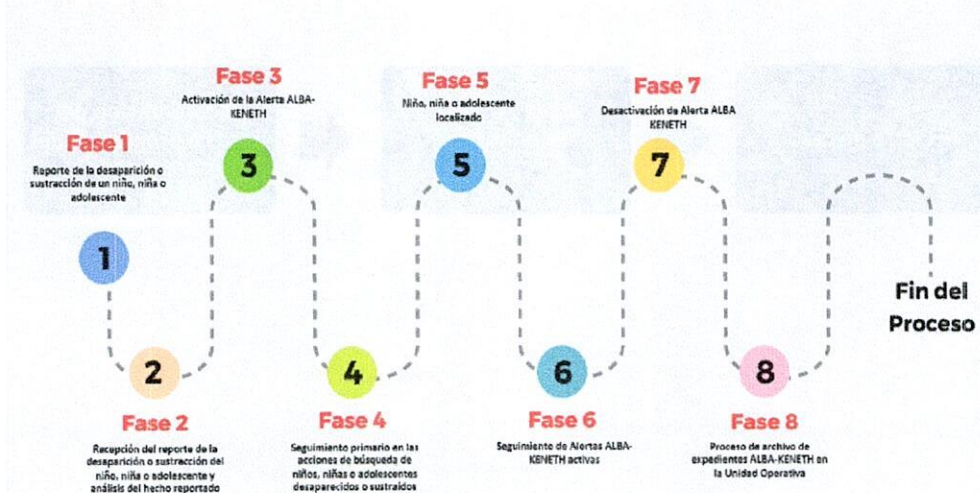 Fase 1
Reporte de la desaparición o
sustracción de un niño, niña o
adolescente
1
2
Fase 2
Recepción del reporte de la
desaparición o sustracción del
niño, niña o adolescente y
análisis del hecho reportado
Fase 3
Activación de la Alerta ALBA-
KENETH
3
4
Fase 4
Seguimiento primario en las
acciones de búsqueda de
niños, niñas o adolescentes
desaparecidos o sustraídos
Fase 5
Niño, niña o adolescente
localizado
5
6
Fase 6
Seguimiento de Alertas ALBA-
KENETH activas
Fase 7
Desactivación de Alerta ALBA
KENETH
7
8
Fase 8
Proceso de archivo de
expedientes ALBA-KENETH en
la Unidad Operativa
Fin del
Proceso